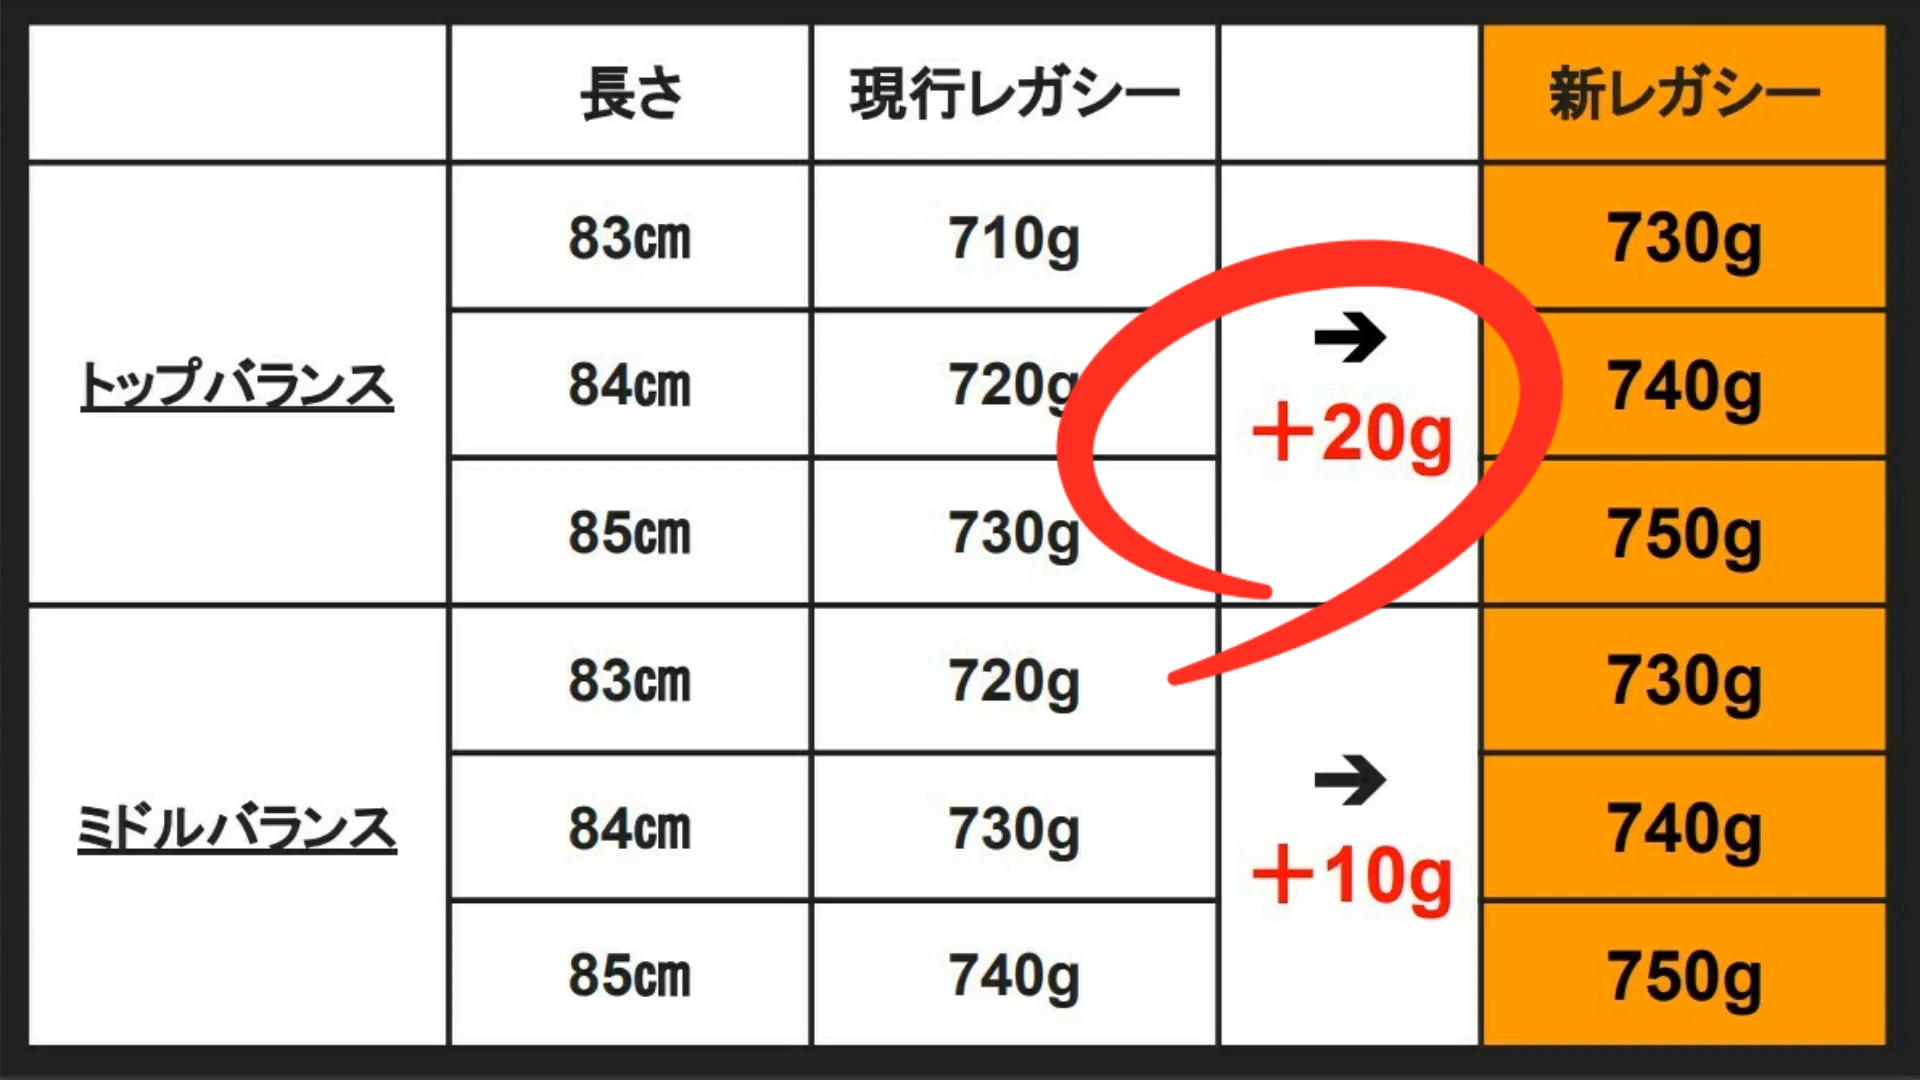 長さ 現行レガシー 新レガシー
トップバランス
83㎝ 710g 730g
➔
84㎝ 720g 740g
＋20g
85㎝ 730g 750g
ミドルバランス
83㎝ 720g 730g
➔
84㎝ 730g 740g
＋10g
85㎝ 740g 750g